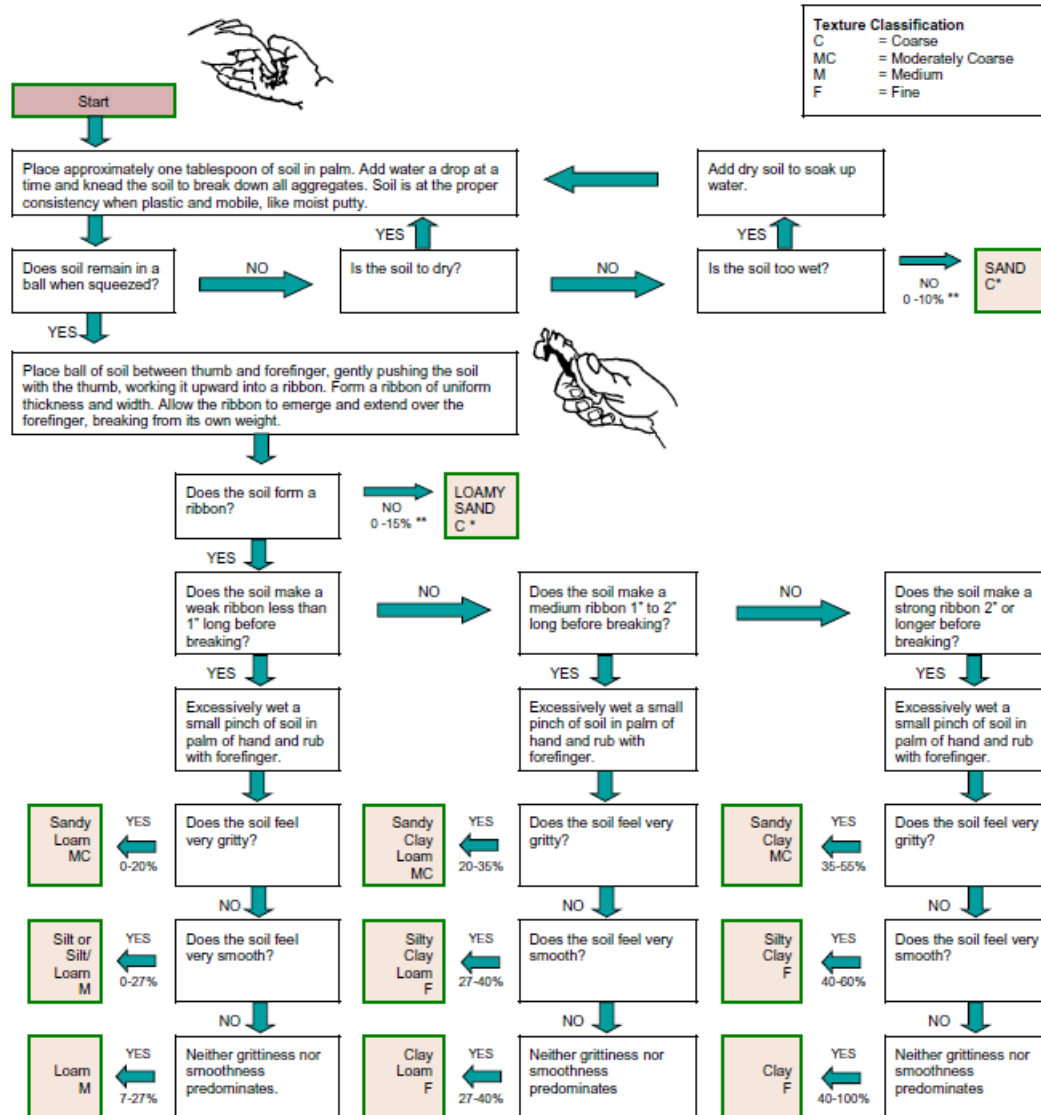 Texture Classification
C = Coarse
MC = Moderately Coarse
M = Medium
F = Fine
Start
Place approximately one tablespoon of soil in palm. Add water a drop at a
time and knead the soil to break down all aggregates. Soil is at the proper
consistency when plastic and mobile, like moist putty.
Add dry soil to soak up
water.
YES
YES
Does soil remain in a
ball when squeezed?
NO
Is the soil to dry?
NO
Is the soil too wet?
NO
0 -10% **
SAND
C*
YES
Place ball of soil between thumb and forefinger, gently pushing the soil
with the thumb, working it upward into a ribbon. Form a ribbon of uniform
thickness and width. Allow the ribbon to emerge and extend over the
forefinger, breaking from its own weight.
Does the soil form a
ribbon?
NO
0 -15% **
LOAMY
SAND
C *
YES
Does the soil make a
weak ribbon less than
1" long before
breaking?
NO
Does the soil make a
medium ribbon 1" to 2"
long before breaking?
NO
Does the soil make a
strong ribbon 2" or
longer before
breaking?
YES
YES
YES
Excessively wet a
small pinch of soil in
palm of hand and rub
with forefinger.
Excessively wet a small
pinch of soil in palm of
hand and rub with
forefinger.
Excessively wet a
small pinch of soil in
palm of hand and rub
with forefinger.
Sandy
Loam
MC
YES
0-20%
Does the soil feel
very gritty?
Sandy
Clay
Loam
MC
YES
20-35%
Does the soil feel very
gritty?
Sandy
Clay
MC
YES
35-55%
Does the soil feel very
gritty?
NO
NO
NO
Silt or
Silt/
Loam
M
YES
0-27%
Does the soil feel
very smooth?
Silty
Clay
Loam
F
YES
27-40%
Does the soil feel very
smooth?
Silty
Clay
F
YES
40-60%
Does the soil feel very
smooth?
NO
NO
NO
Loam
M
YES
7-27%
Neither grittiness nor
smoothness
predominates.
Clay
Loam
F
YES
27-40%
Neither grittiness nor
smoothness
predominates
Clay
F
YES
40-100%
Neither grittiness nor
smoothness
predominates